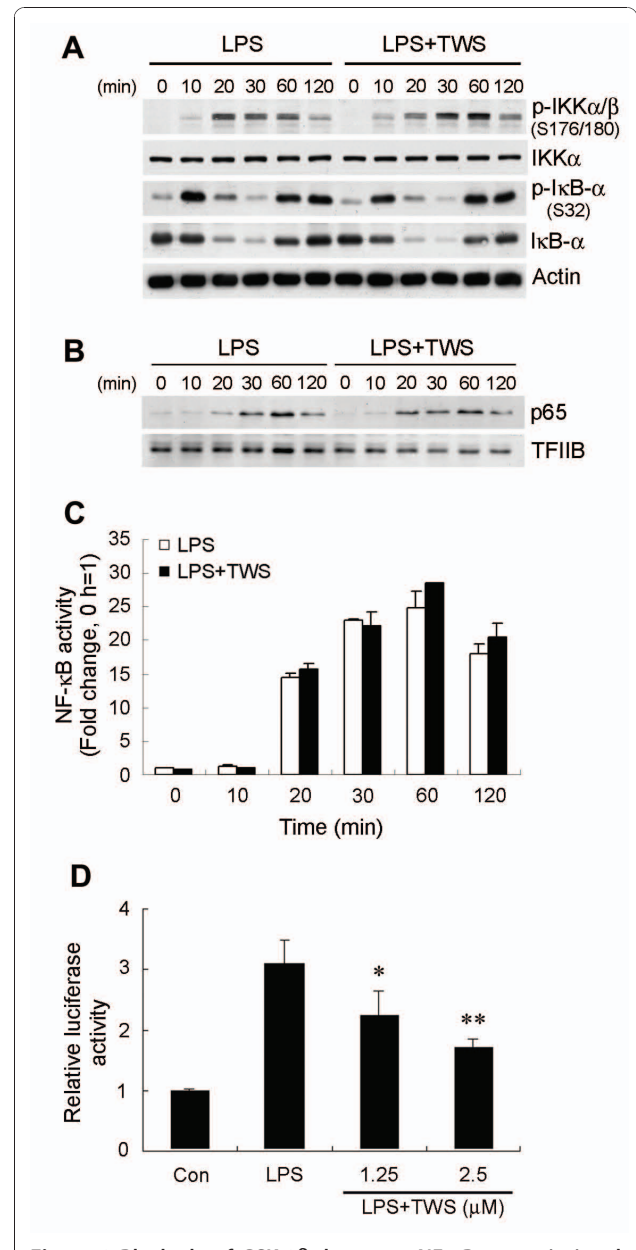 A
LPS LPS+TWS
(min) 0 10 20 30 60 120 0 10 20 30 60 120
p-IKKα/β
(S176/180)
IKKα
p-IκB-α
(S32)
IκB-α
Actin
B
LPS LPS+TWS
(min) 0 10 20 30 60 120 0 10 20 30 60 120
p65
TFIIB
C
NF-κB activity
(Fold change, 0 h=1)
35
30
25
20
15
10
5
0
LPS
LPS+TWS
0 10 20 30 60 120
Time (min)
D
Relative luciferase
activity
4
3
2
1
0
*
**
Con LPS 1.25 2.5
LPS+TWS (μM)